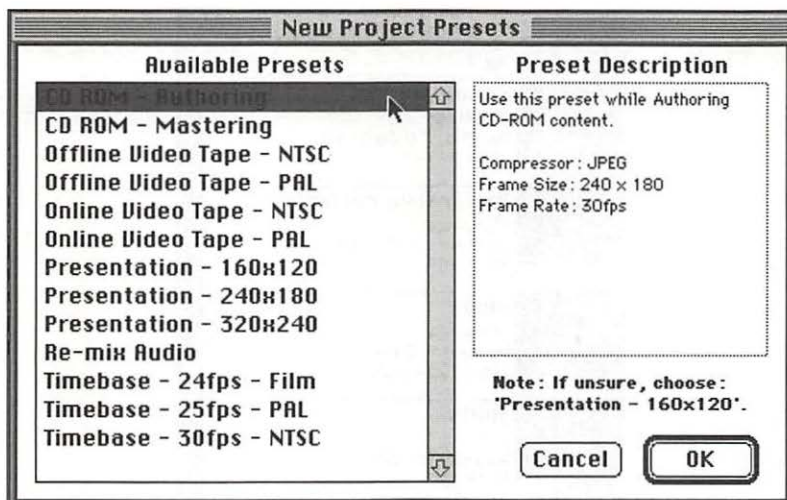 New Project Presets
Available Presets
CD ROM - Authoring
CD ROM - Mastering
Offline Video Tape - NTSC
Offline Video Tape - PAL
Online Video Tape - NTSC
Online Video Tape - PAL
Presentation - 160x120
Presentation - 240x180
Presentation - 320x240
Re-mix Audio
Timebase - 24fps - Film
Timebase - 25fps - PAL
Timebase - 30fps - NTSC
Preset Description
Use this preset while Authoring
CD-ROM content.
Compressor: JPEG
Frame Size: 240 x 180
Frame Rate: 30fps
Note: If unsure, choose:
"Presentation - 160x120".
Cancel
OK